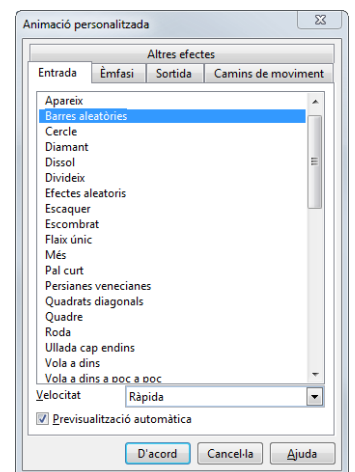 Animació personalitzada
Altres efectes
Entrada Èmfasi Sortida Camins de moviment
Apareix
Barres aleatòries
Cercle
Diamant
Dissol
Divideix
Efectes aleatoris
Escaquer
Escombrat
Flaix únic
Més
Pal curt
Persianes venecianes
Quadrats diagonals
Quadre
Roda
Ullada cap endins
Vola a dins
Vola a dins a poc a poc
Velocitat Ràpida
Previsualització automàtica
D'acord Cancel·la Ajuda